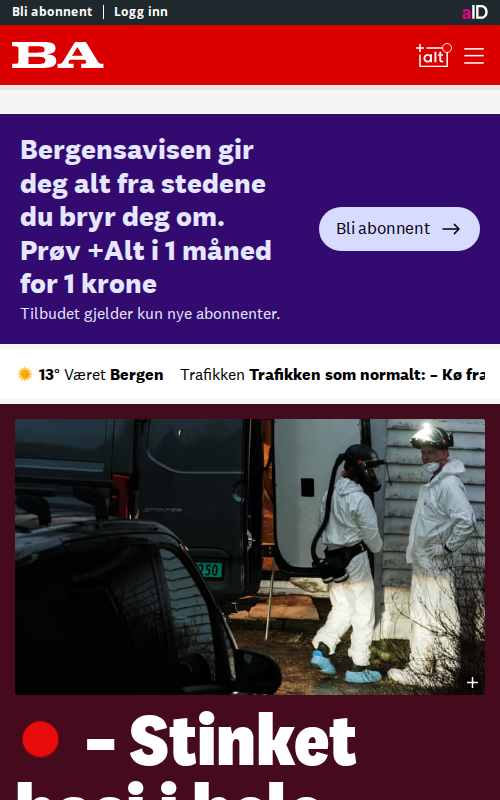 Bli abonnent Logg inn aID
BA +alt
Bergensavisen gir
deg alt fra stedene
du bryr deg om.
Prøv +Alt i 1 måned
for 1 krone
Bli abonnent →
Tilbudet gjelder kun nye abonnenter.
13° Været Bergen Trafikken Trafikken som normalt: – Kø fra
250
– Stinket